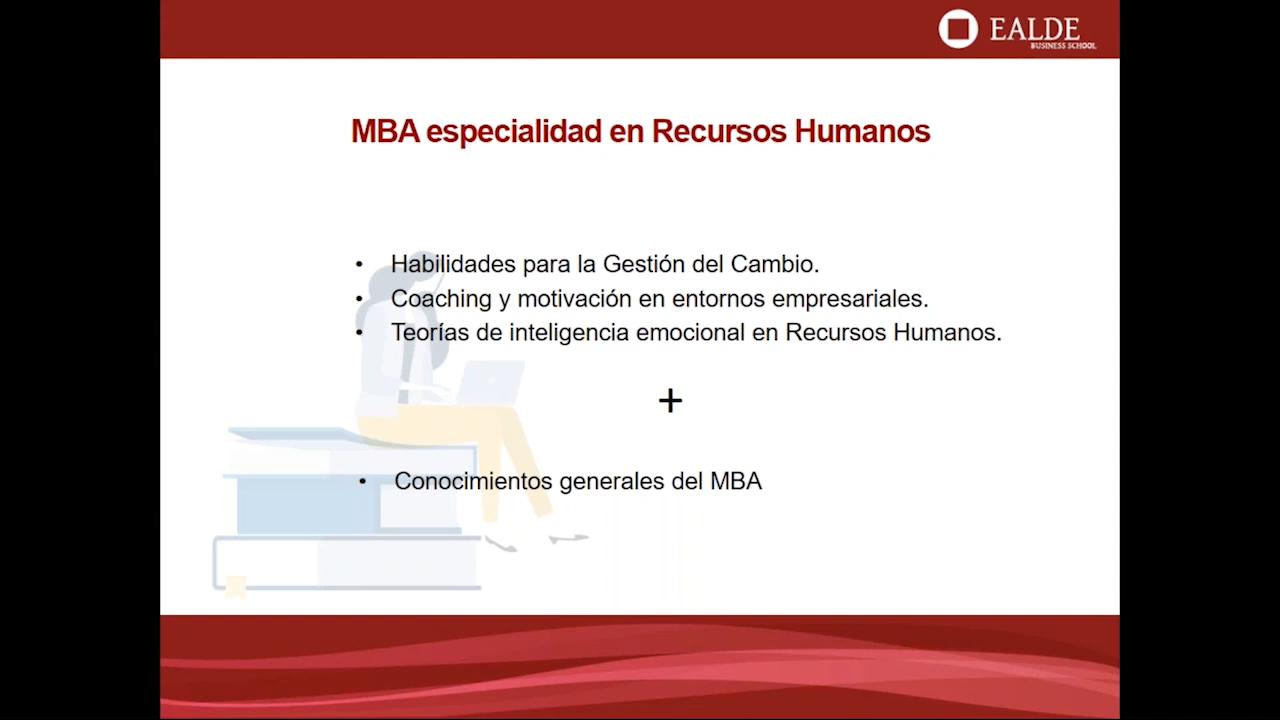 EALDE
BUSINESS SCHOOL
MBA especialidad en Recursos Humanos
• Habilidades para la Gestión del Cambio.
• Coaching y motivación en entornos empresariales.
• Teorías de inteligencia emocional en Recursos Humanos.
+
• Conocimientos generales del MBA